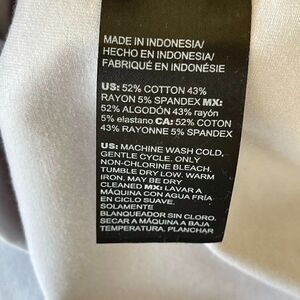 MADE IN INDONESIA/
HECHO EN INDONESIA/
FABRIQUÉ EN INDONÉSIE
US: 52% COTTON 43%
RAYON 5% SPANDEX MX:
52% ALGODÓN 43% rayón
5% elastano CA: 52% COTON
43% RAYONNE 5% SPANDEX
US: MACHINE WASH COLD,
GENTLE CYCLE. ONLY
NON-CHLORINE BLEACH.
TUMBLE DRY LOW. WARM
IRON. MAY BE DRY
CLEANED MX: LAVAR A
MÁQUINA CON AGUA FRÍA
EN CICLO SUAVE.
SOLAMENTE
BLANQUEADOR SIN CLORO.
SECAR A MÁQUINA A BAJA
TEMPERATURA. PLANCHAR